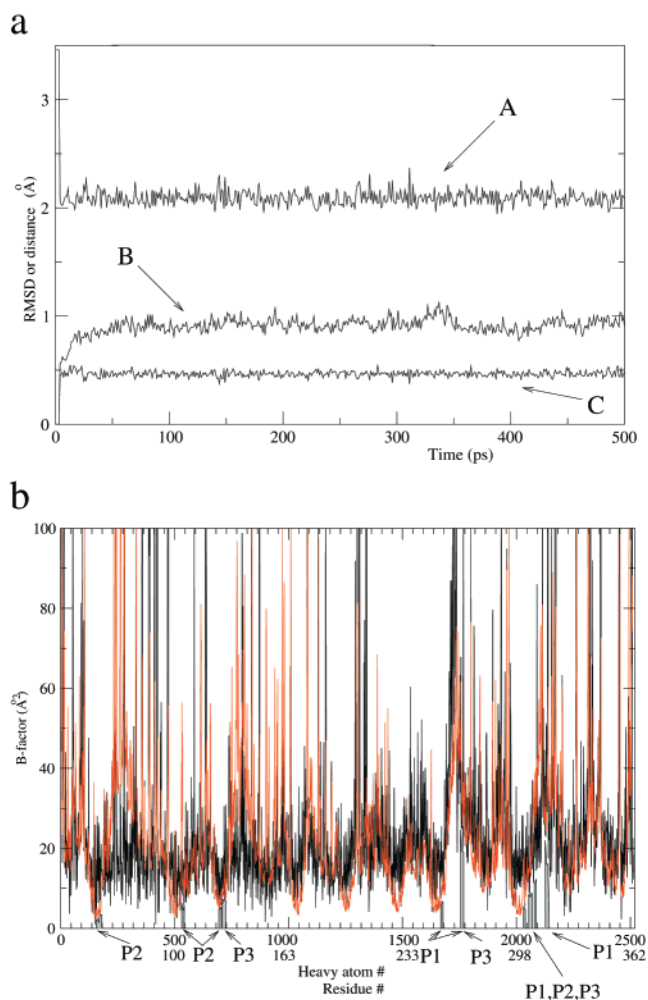 a
3
A
2
RMSD or distance (Å)
B
1
C
0
0 100 200 300 400 500
Time (ps)
b
100
80
60
B-factor (Å²)
40
20
0
0 500 1000 1500 2000 2500
P2 P2 P3 P1 P3 P1
100 163 233 298 362
Heavy atom #
Residue #
P1,P2,P3